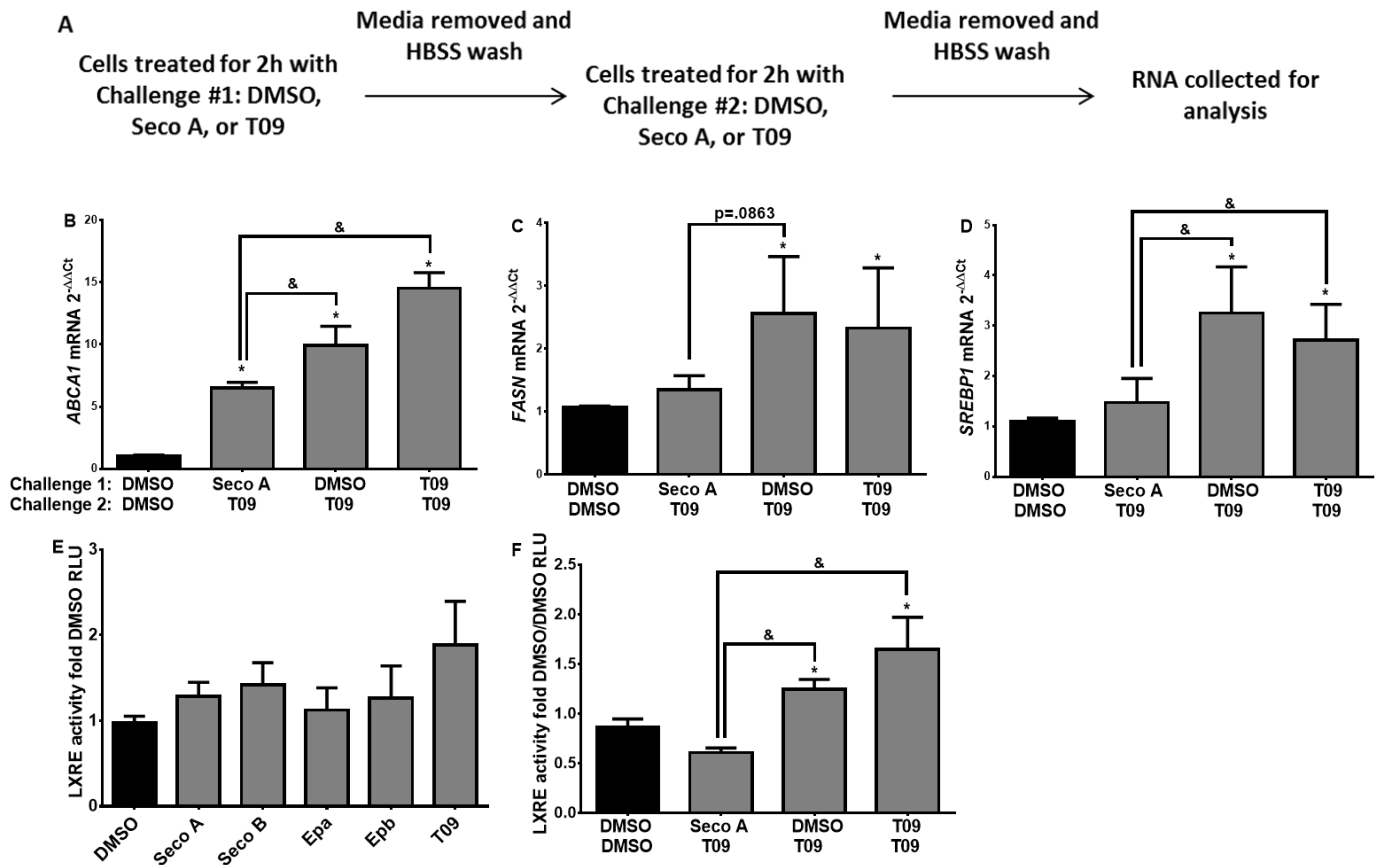 A
Cells treated for 2h with
Challenge #1: DMSO,
Seco A, or T09
Media removed and
HBSS wash
Cells treated for 2h with
Challenge #2: DMSO,
Seco A, or T09
Media removed and
HBSS wash
RNA collected for
analysis
B
ABCA1 mRNA 2-ΔΔCt
20
15
10
5
0
&
&
*
*
*
Challenge 1: DMSO Seco A DMSO T09
Challenge 2: DMSO T09 T09 T09
C
FASN mRNA 2-ΔΔCt
4
3
2
1
0
p=.0863
*
*
DMSO Seco A DMSO T09
DMSO T09 T09 T09
D
SREBP1 mRNA 2-ΔΔCt
5
4
3
2
1
0
&
&
*
*
DMSO Seco A DMSO T09
DMSO T09 T09 T09
E
LXRE activity fold DMSO RLU
3
2
1
0
DMSO Seco A Seco B Epa Epb T09
F
LXRE activity fold DMSO/DMSO RLU
2.5
2.0
1.5
1.0
0.5
0.0
&
&
*
*
DMSO Seco A DMSO T09
DMSO T09 T09 T09